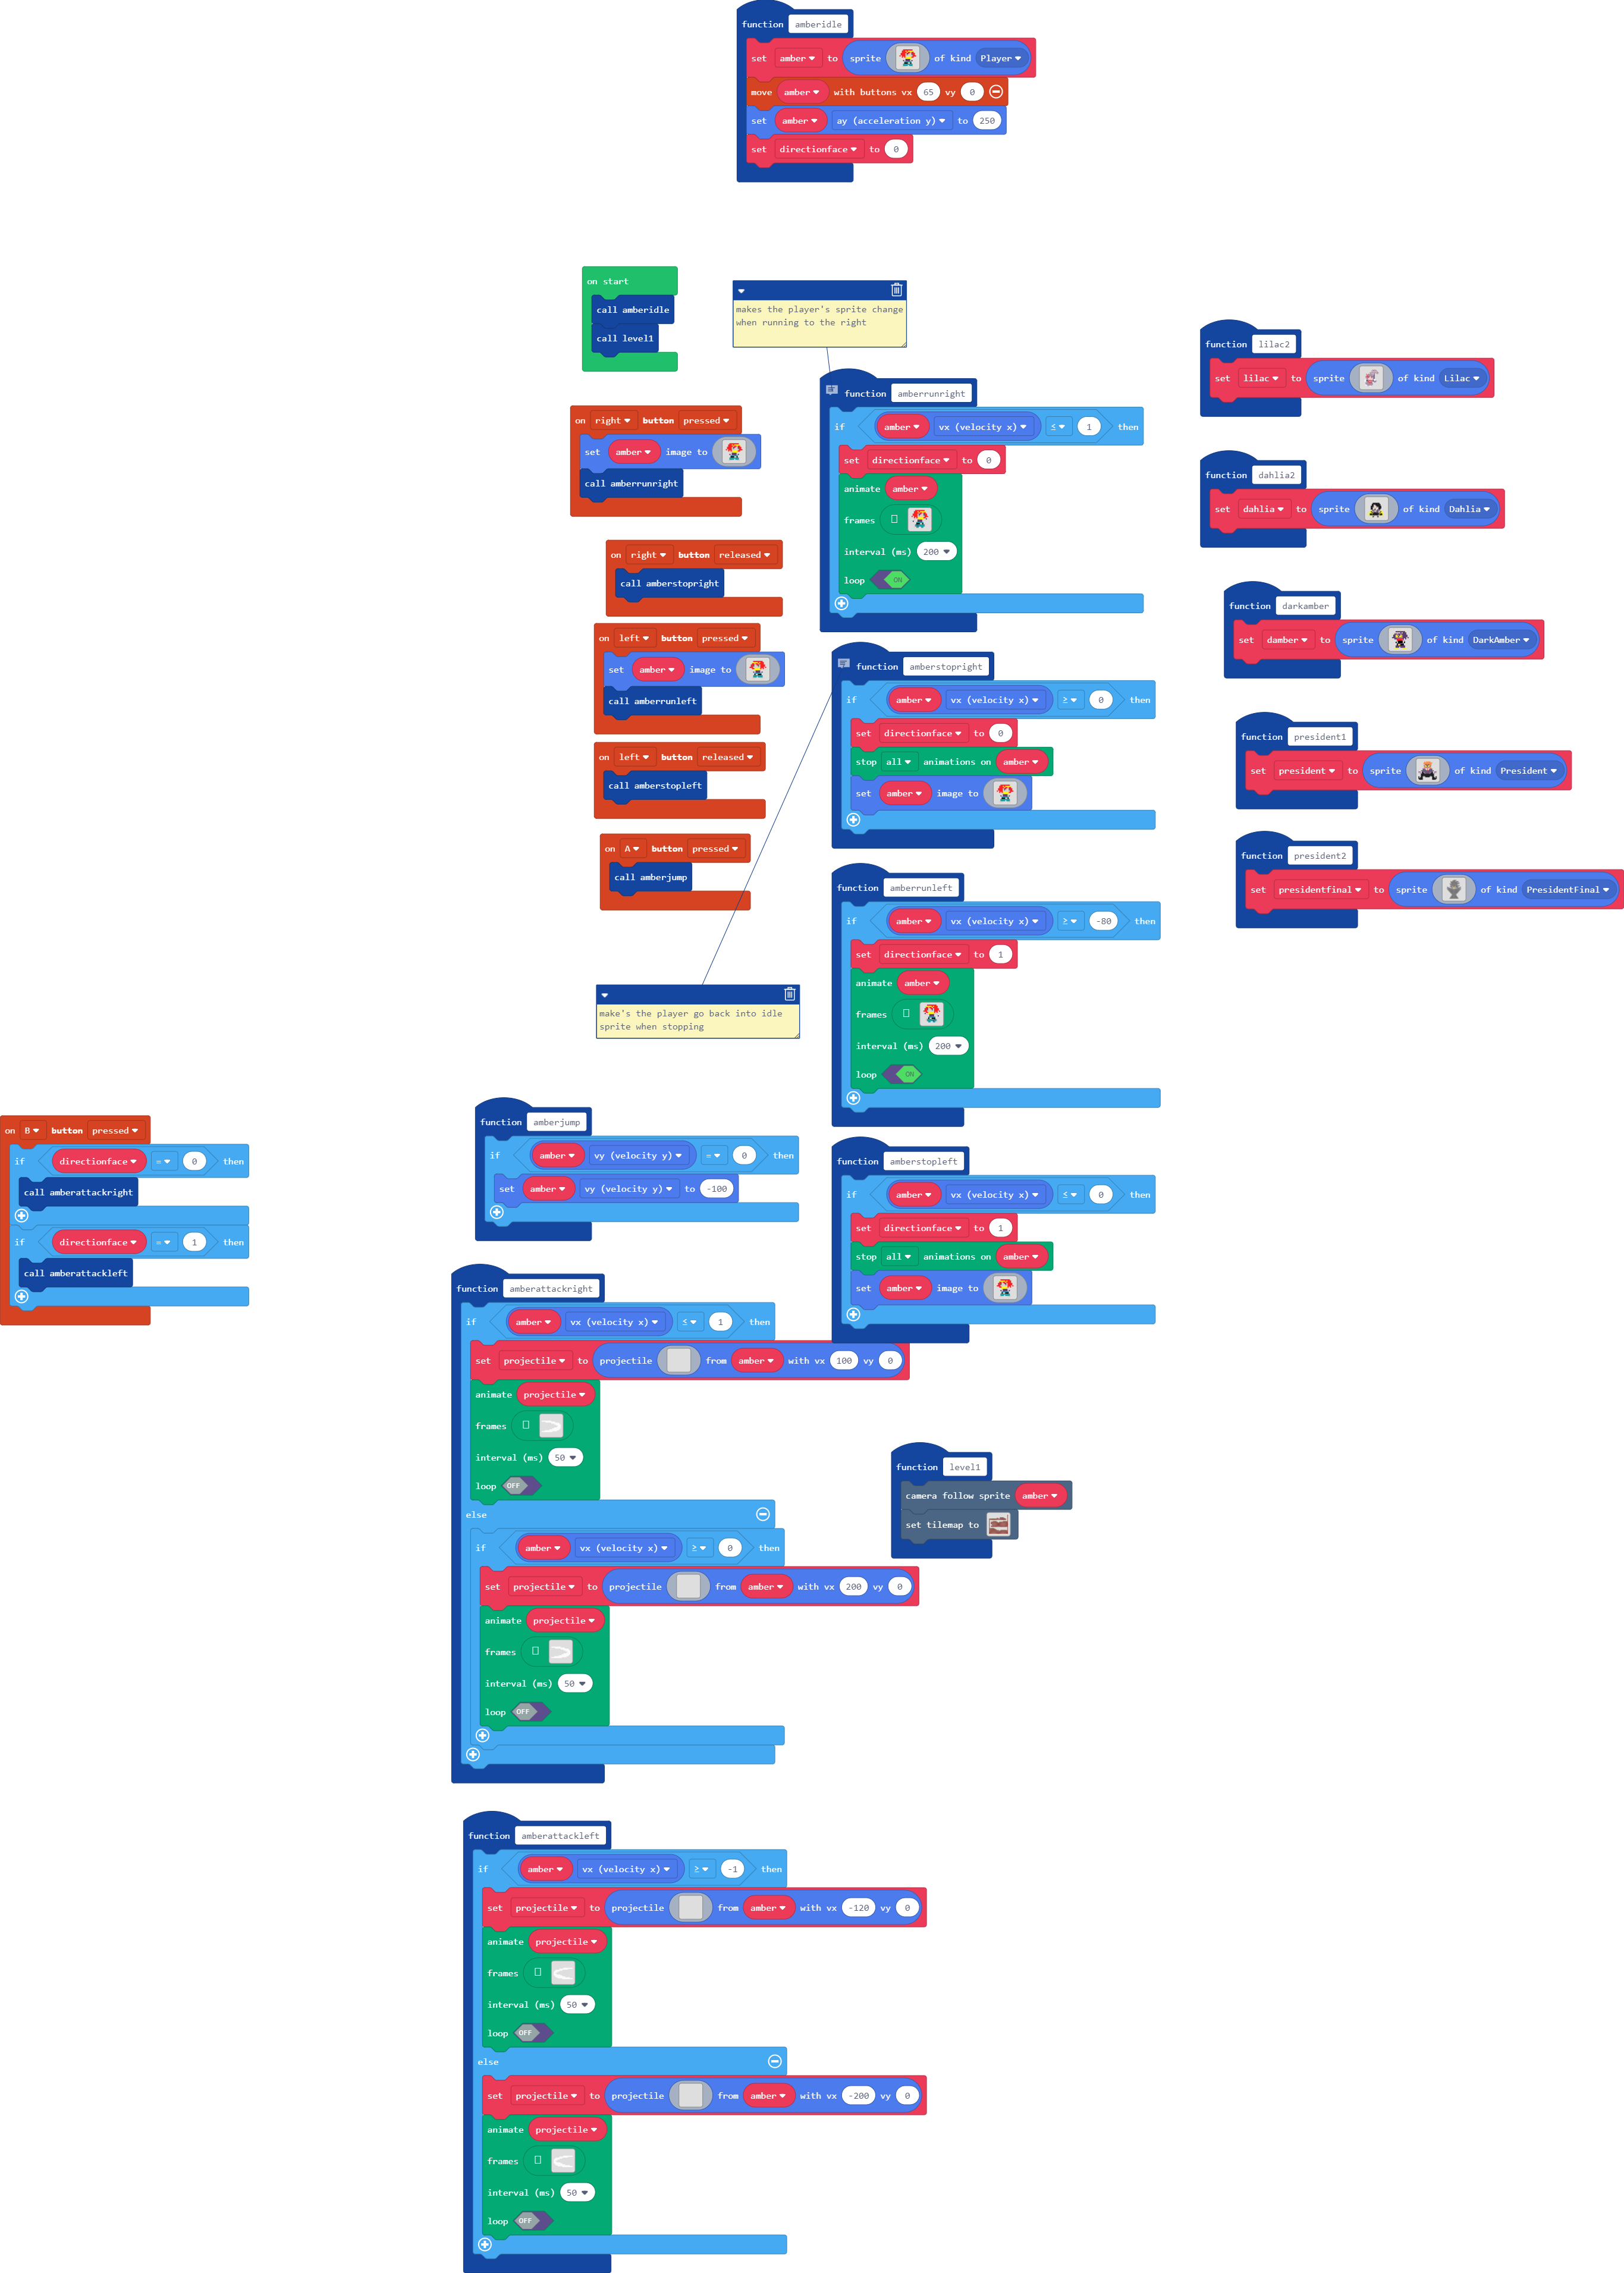 function amberidle
set amber to sprite of kind Player
move amber with buttons vx 65 vy 0
set amber ay (acceleration y) to 250
set directionface to 0
on start
call amberidle
call level1
makes the player's sprite change
when running to the right
on right button pressed
set amber image to
call amberrunright
on right button released
call amberstopright
on left button pressed
set amber image to
call amberrunleft
on left button released
call amberstopleft
on A button pressed
call amberjump
make's the player go back into idle
sprite when stopping
function amberrunright
if amber vx (velocity x) ≤ 1 then
set directionface to 0
animate amber
frames
interval (ms) 200
loop ON
function amberstopright
if amber vx (velocity x) ≥ 0 then
set directionface to 0
stop all animations on amber
set amber image to
function amberrunleft
if amber vx (velocity x) ≥ -80 then
set directionface to 1
animate amber
frames
interval (ms) 200
loop ON
function amberstopleft
if amber vx (velocity x) ≤ 0 then
set directionface to 1
stop all animations on amber
set amber image to
function lilac2
set lilac to sprite of kind Lilac
function dahlia2
set dahlia to sprite of kind Dahlia
function darkamber
set damber to sprite of kind DarkAmber
function president1
set president to sprite of kind President
function president2
set presidentfinal to sprite of kind PresidentFinal
on B button pressed
if directionface = 0 then
call amberattackright
if directionface = 1 then
call amberattackleft
function amberjump
if amber vy (velocity y) = 0 then
set amber vy (velocity y) to -100
function amberattackright
if amber vx (velocity x) ≤ 1 then
set projectile to projectile from amber with vx 100 vy 0
animate projectile
frames
interval (ms) 50
loop OFF
else
if amber vx (velocity x) ≥ 0 then
set projectile to projectile from amber with vx 200 vy 0
animate projectile
frames
interval (ms) 50
loop OFF
function level1
camera follow sprite amber
set tilemap to
function amberattackleft
if amber vx (velocity x) ≥ -1 then
set projectile to projectile from amber with vx -120 vy 0
animate projectile
frames
interval (ms) 50
loop OFF
else
set projectile to projectile from amber with vx -200 vy 0
animate projectile
frames
interval (ms) 50
loop OFF